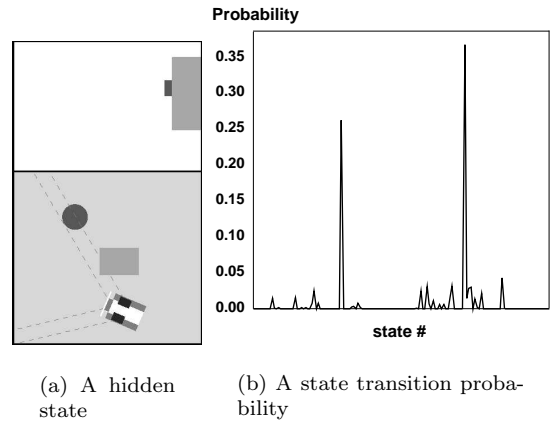 Probability
0.35
0.30
0.25
0.20
0.15
0.10
0.05
0.00
state #
(a) A hidden
state
(b) A state transition proba-
bility